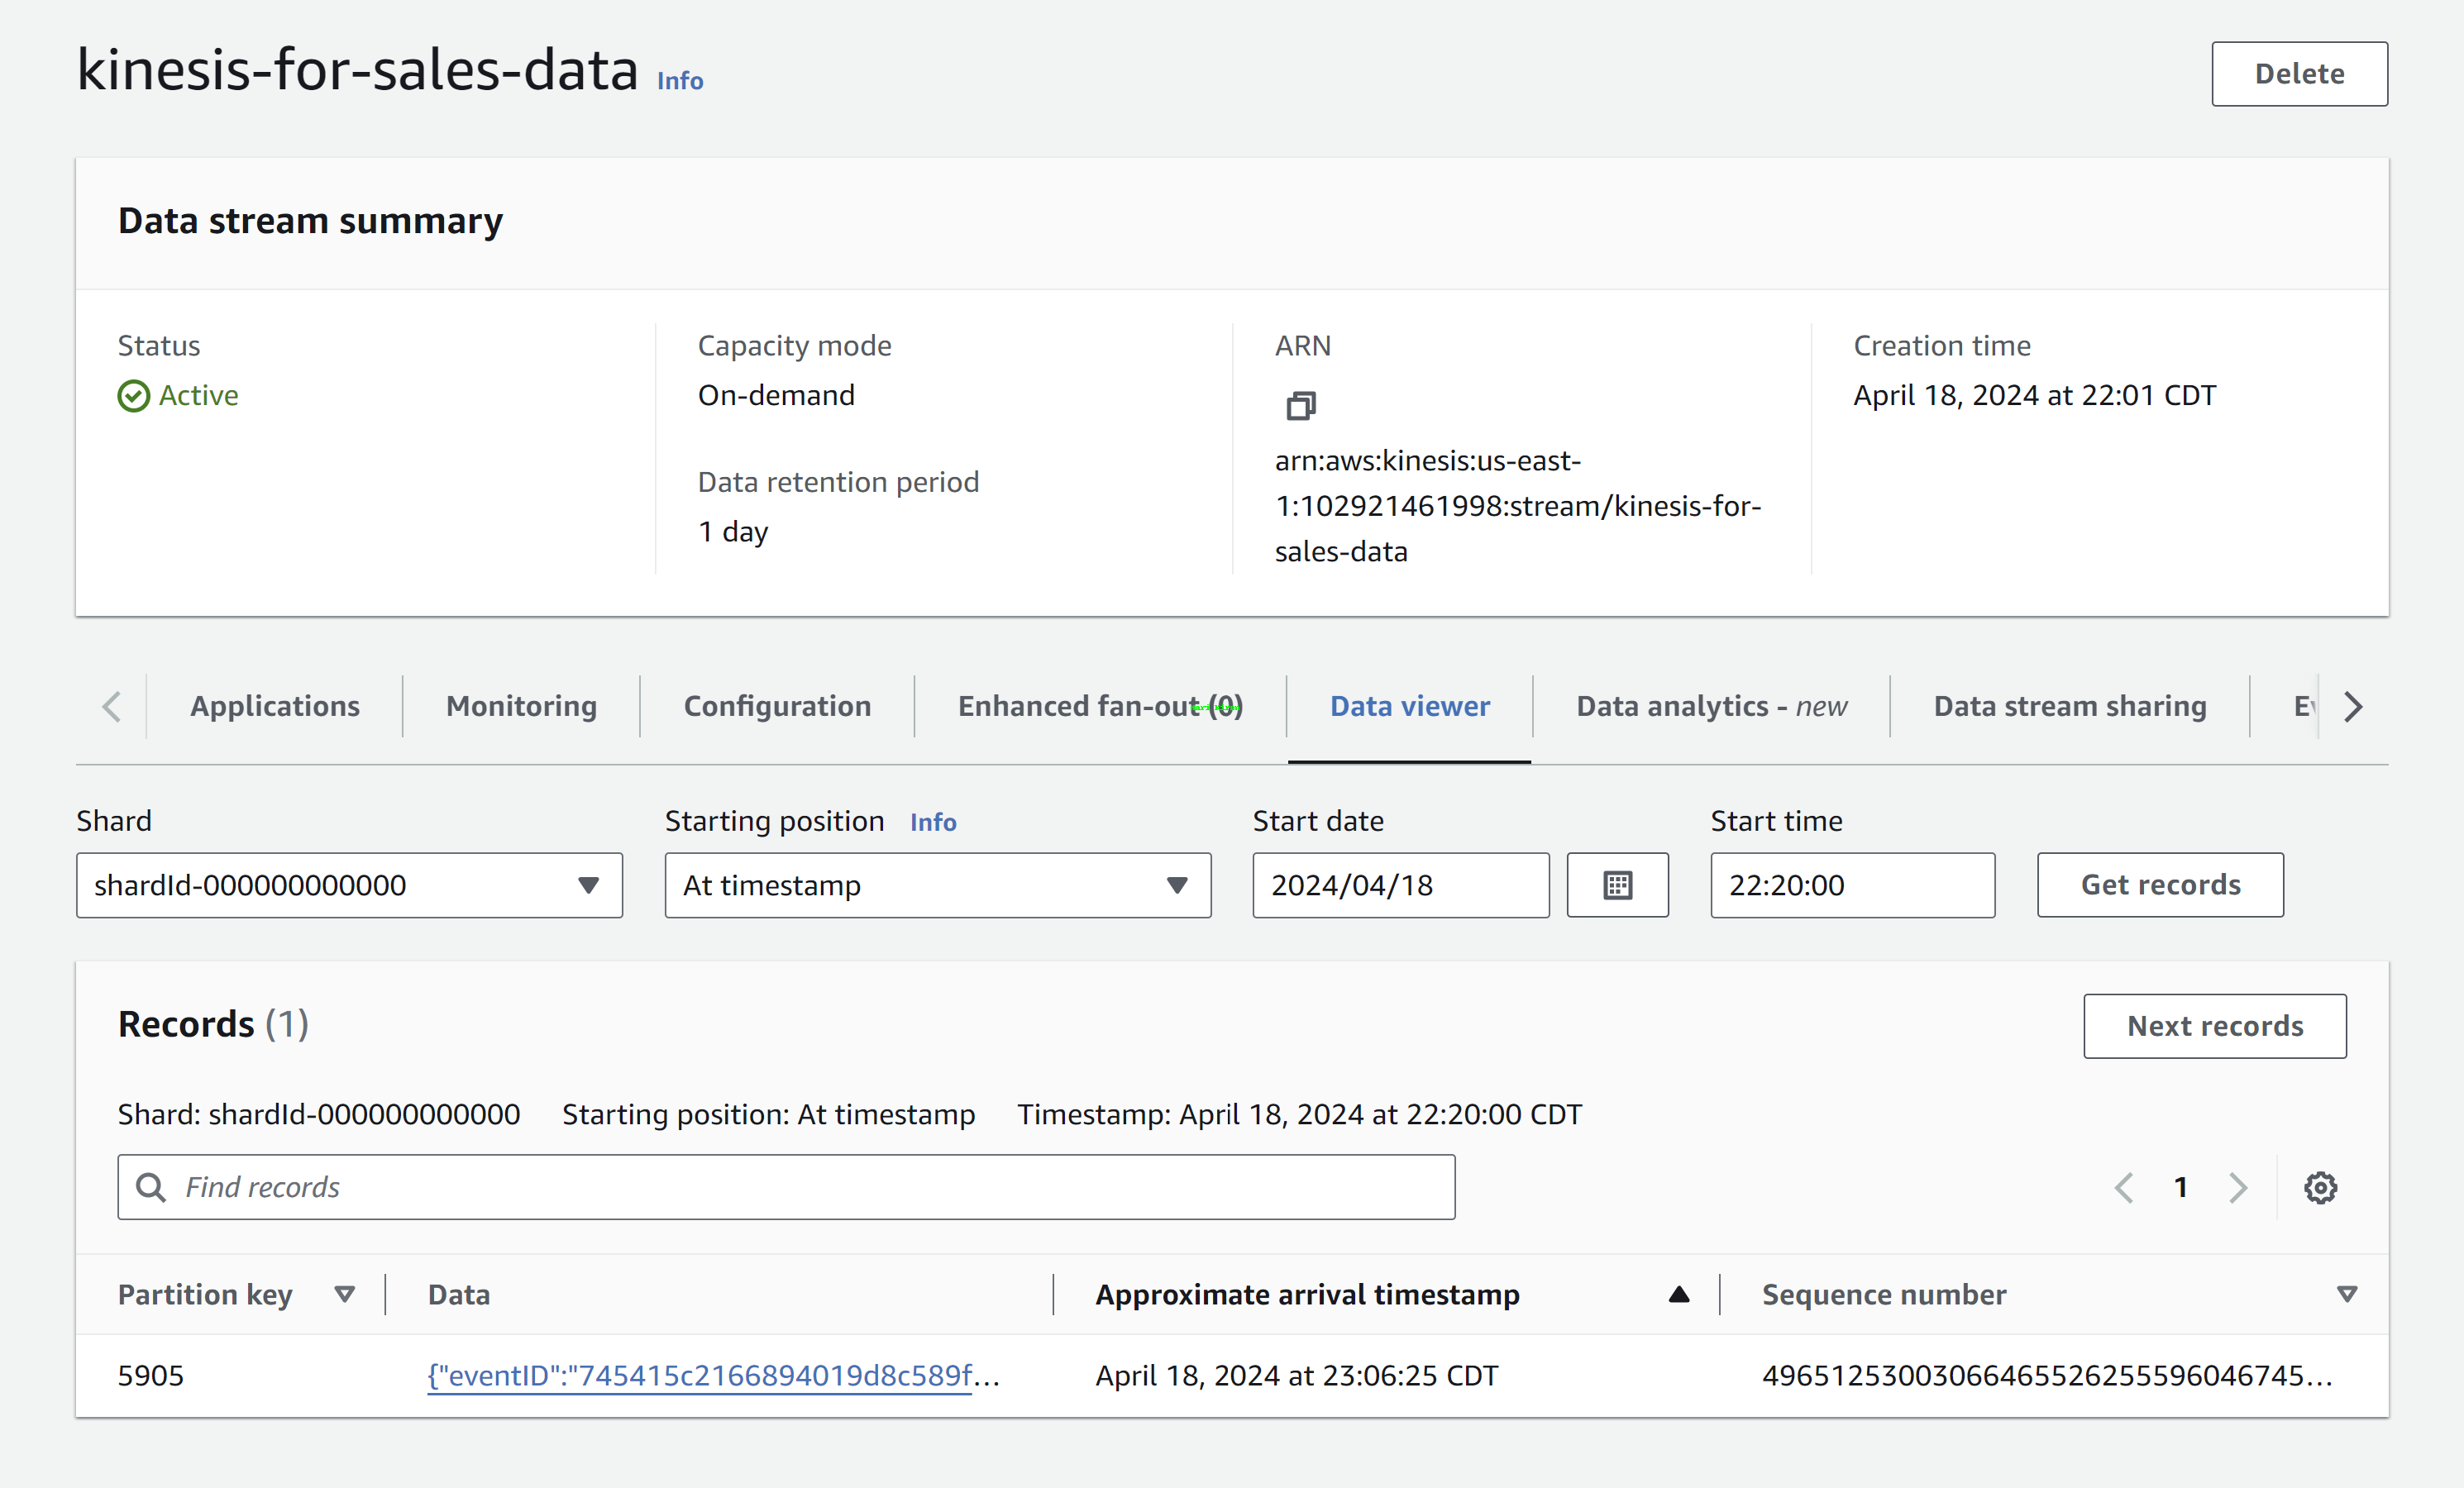 kinesis-for-sales-data Info
Delete
Data stream summary
Status
Active
Capacity mode
On-demand
Data retention period
1 day
ARN
arn:aws:kinesis:us-east-
1:102921461998:stream/kinesis-for-
sales-data
Creation time
April 18, 2024 at 22:01 CDT
Applications
Monitoring
Configuration
Enhanced fan-out (0)
Data viewer
Data analytics - new
Data stream sharing
Shard
shardId-000000000000
Starting position Info
At timestamp
Start date
2024/04/18
Start time
22:20:00
Get records
Records (1)
Next records
Shard: shardId-000000000000 Starting position: At timestamp Timestamp: April 18, 2024 at 22:20:00 CDT
Find records
1
Partition key
Data
Approximate arrival timestamp
Sequence number
5905
{"eventID":"745415c2166894019d8c589f...
April 18, 2024 at 23:06:25 CDT
49651253003066465526255596046745...